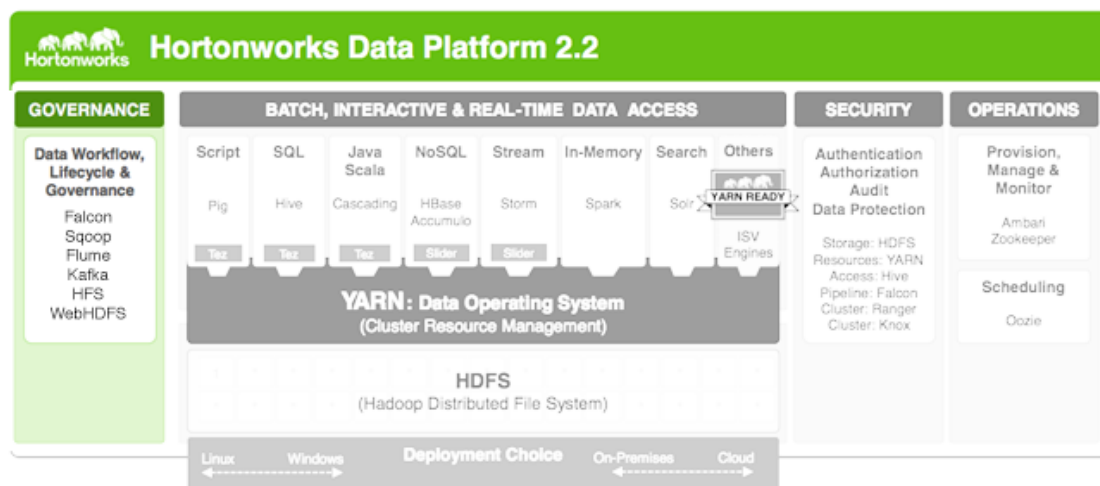 Hortonworks
Hortonworks Data Platform 2.2
GOVERNANCE
Data Workflow,
Lifecycle &
Governance
Falcon
Sqoop
Flume
Kafka
HFS
WebHDFS
BATCH, INTERACTIVE & REAL-TIME DATA ACCESS
Script
Pig
Tez
SQL
Hive
Tez
Java
Scala
Cascading
Tez
NoSQL
HBase
Accumulo
Slider
Stream
Storm
Slider
In-Memory
Spark
Search
Solr
Others
YARN READY
ISV
Engines
YARN : Data Operating System
(Cluster Resource Management)
HDFS
(Hadoop Distributed File System)
Linux
Windows
Deployment Choice
On-Premises
Cloud
SECURITY
Authentication
Authorization
Audit
Data Protection
Storage: HDFS
Resources: YARN
Access: Hive
Pipeline: Falcon
Cluster: Ranger
Cluster: Knox
OPERATIONS
Provision,
Manage &
Monitor
Ambari
Zookeeper
Scheduling
Oozie